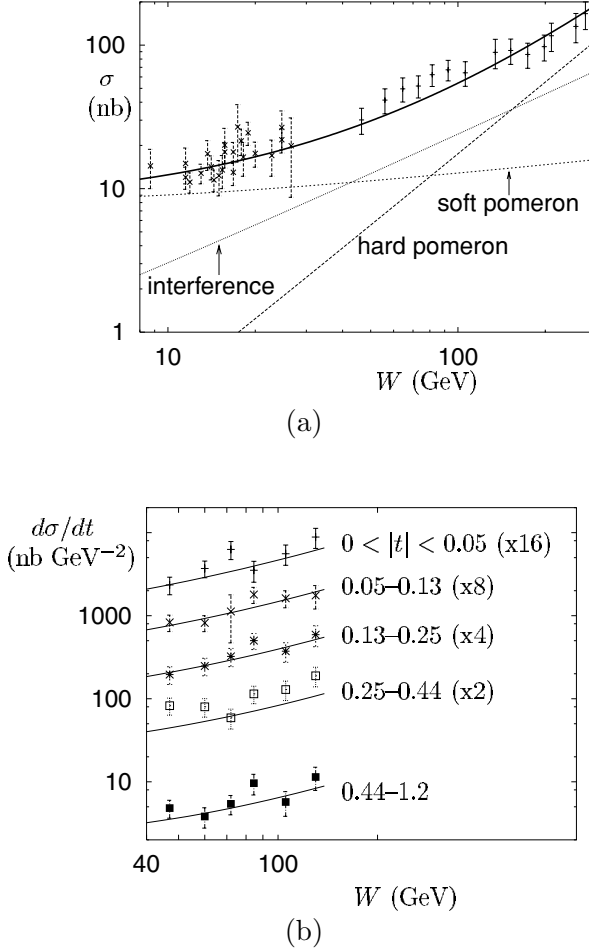 100
σ
(nb)
10
soft pomeron
hard pomeron
interference
1
10
100
W (GeV)
(a)
dσ/dt
(nb GeV⁻²)
0 < |t| < 0.05 (x16)
1000
0.05–0.13 (x8)
0.13–0.25 (x4)
100
0.25–0.44 (x2)
10
0.44–1.2
40
100
W (GeV)
(b)